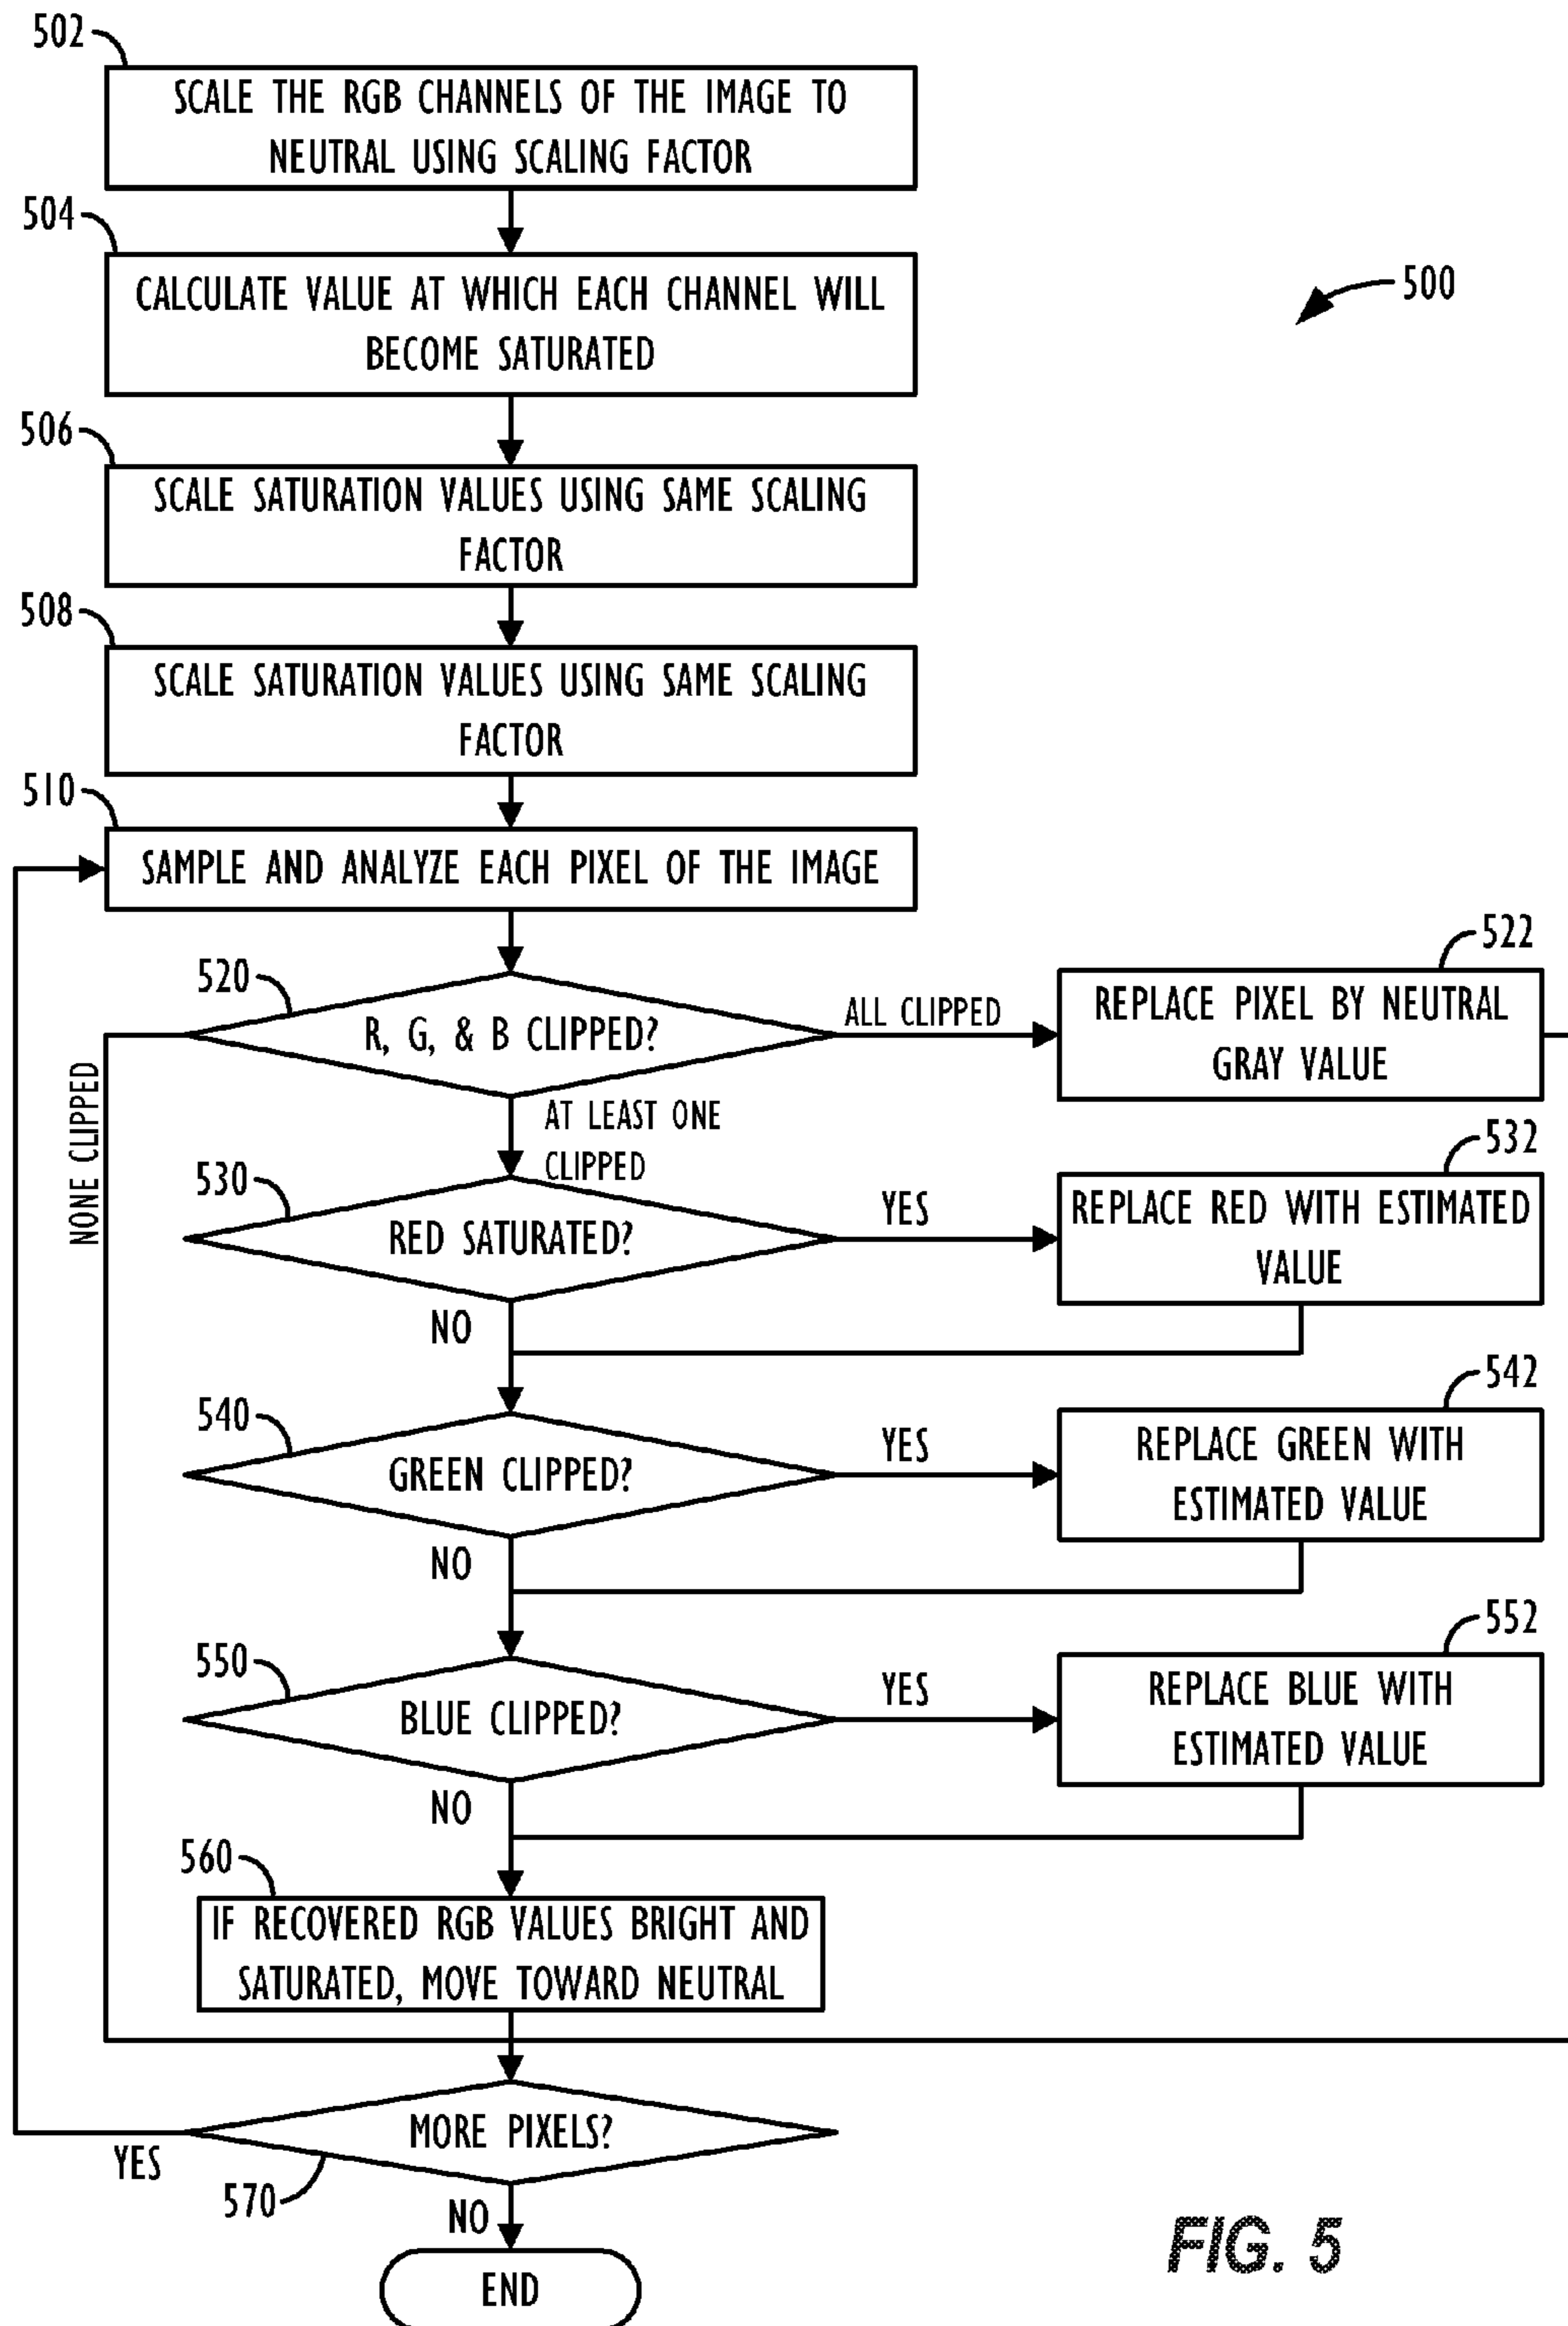 502
SCALE THE RGB CHANNELS OF THE IMAGE TO
NEUTRAL USING SCALING FACTOR
504
CALCULATE VALUE AT WHICH EACH CHANNEL WILL
BECOME SATURATED
500
506
SCALE SATURATION VALUES USING SAME SCALING
FACTOR
508
SCALE SATURATION VALUES USING SAME SCALING
FACTOR
510
SAMPLE AND ANALYZE EACH PIXEL OF THE IMAGE
520
R, G, & B CLIPPED?
ALL CLIPPED
522
REPLACE PIXEL BY NEUTRAL
GRAY VALUE
NONE CLIPPED
AT LEAST ONE
CLIPPED
530
RED SATURATED?
YES
532
REPLACE RED WITH ESTIMATED
VALUE
NO
540
GREEN CLIPPED?
YES
542
REPLACE GREEN WITH
ESTIMATED VALUE
NO
550
BLUE CLIPPED?
YES
552
REPLACE BLUE WITH
ESTIMATED VALUE
NO
560
IF RECOVERED RGB VALUES BRIGHT AND
SATURATED, MOVE TOWARD NEUTRAL
MORE PIXELS?
YES
570
NO
END
FIG. 5